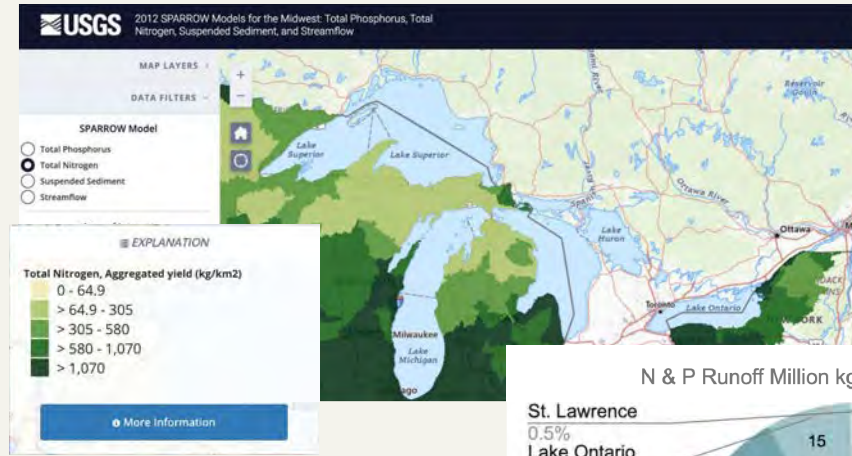 USGS
2012 SPARROW Models for the Midwest: Total Phosphorus, Total
Nitrogen, Suspended Sediment, and Streamflow
MAP LAYERS
DATA FILTERS
SPARROW Model
Total Phosphorus
Total Nitrogen
Suspended Sediment
Streamflow
EXPLANATION
Total Nitrogen, Aggregated yield (kg/km2)
0 - 64.9
> 64.9 - 305
> 305 - 580
> 580 - 1,070
> 1,070
More Information
+
−
Lake
Superior
Lake Superior
Reservoir
Ottawa River
Ottawa
Lake
Huron
Toronto
Lake Ontario
Milwaukee
Lake
Michigan
N & P Runoff Million kg
St. Lawrence
0.5%
Lake Ontario
15